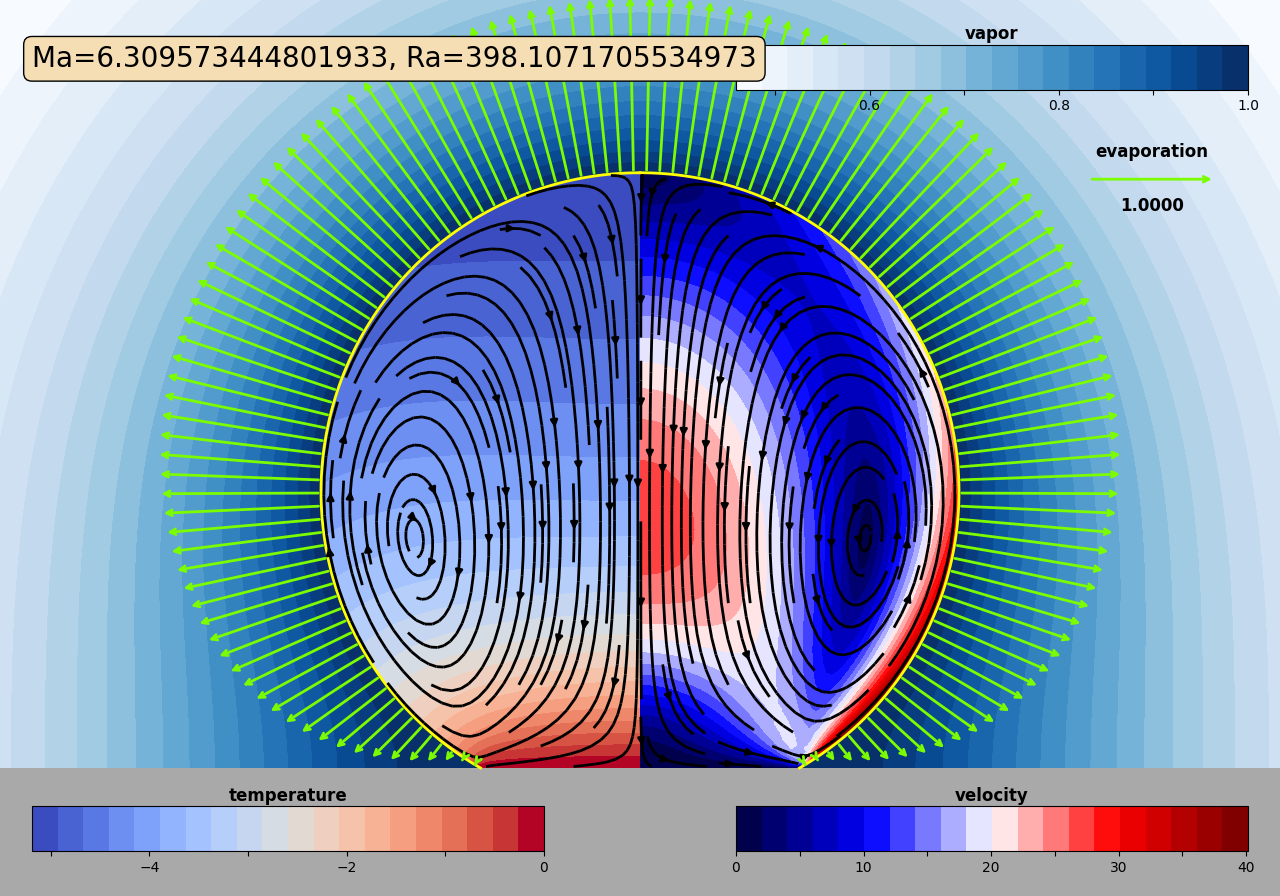 Ma=6.309573444801933, Ra=398.1071705534973
vapor
0.6 0.8 1.0
evaporation
1.0000
temperature
−4 −2 0
velocity
0 10 20 30 40